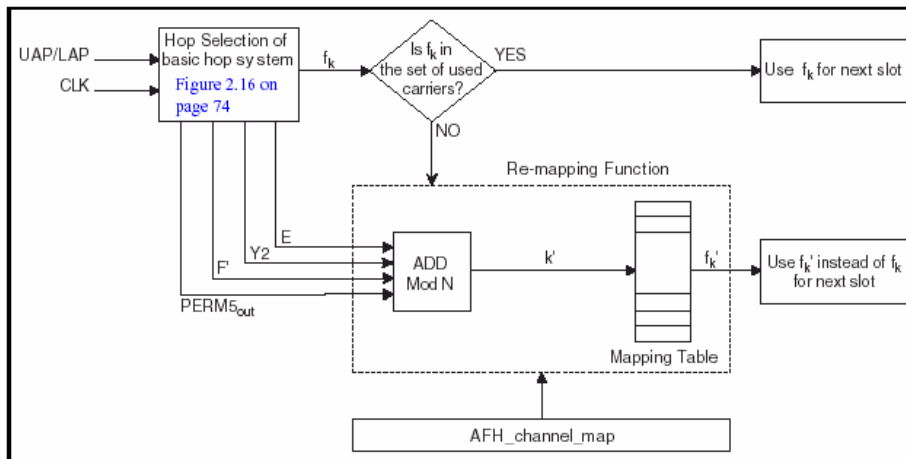 UAP/LAP
CLK
Hop Selection of
basic hop system
Figure 2.16 on
page 74
fk
Is fk in
the set of used
carriers?
YES
Use fk for next slot
NO
Re-mapping Function
E
Y2
F'
PERM5out
ADD
Mod N
k'
fk'
Mapping Table
Use fk' instead of fk
for next slot
AFH_channel_map